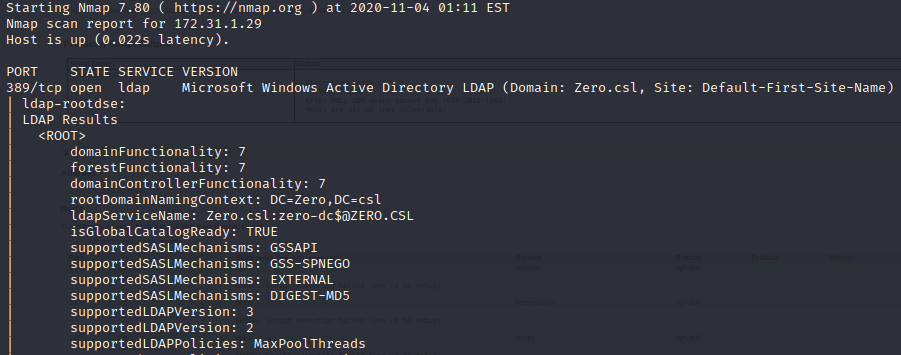 Starting Nmap 7.80 ( https://nmap.org ) at 2020-11-04 01:11 EST
Nmap scan report for 172.31.1.29
Host is up (0.022s latency).
PORT    STATE SERVICE VERSION
389/tcp open  ldap    Microsoft Windows Active Directory LDAP (Domain: Zero.csl, Site: Default-First-Site-Name)
| ldap-rootdse:
| LDAP Results
|   <ROOT>
|       domainFunctionality: 7
|       forestFunctionality: 7
|       domainControllerFunctionality: 7
|       rootDomainNamingContext: DC=Zero,DC=csl
|       ldapServiceName: Zero.csl:zero-dc$@ZERO.CSL
|       isGlobalCatalogReady: TRUE
|       supportedSASLMechanisms: GSSAPI
|       supportedSASLMechanisms: GSS-SPNEGO
|       supportedSASLMechanisms: EXTERNAL
|       supportedSASLMechanisms: DIGEST-MD5
|       supportedLDAPVersion: 3
|       supportedLDAPVersion: 2
|       supportedLDAPPolicies: MaxPoolThreads